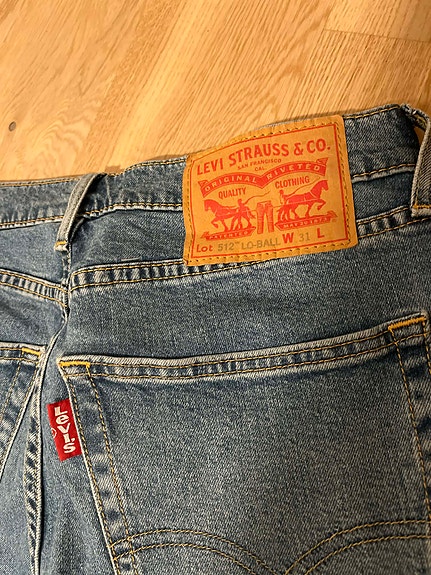 LEVI STRAUSS & CO.
SAN FRANCISCO
CAL.
ORIGINAL RIVETED
QUALITY CLOTHING
Lot 512™ LO-BALL W 31 L
Levi's
®